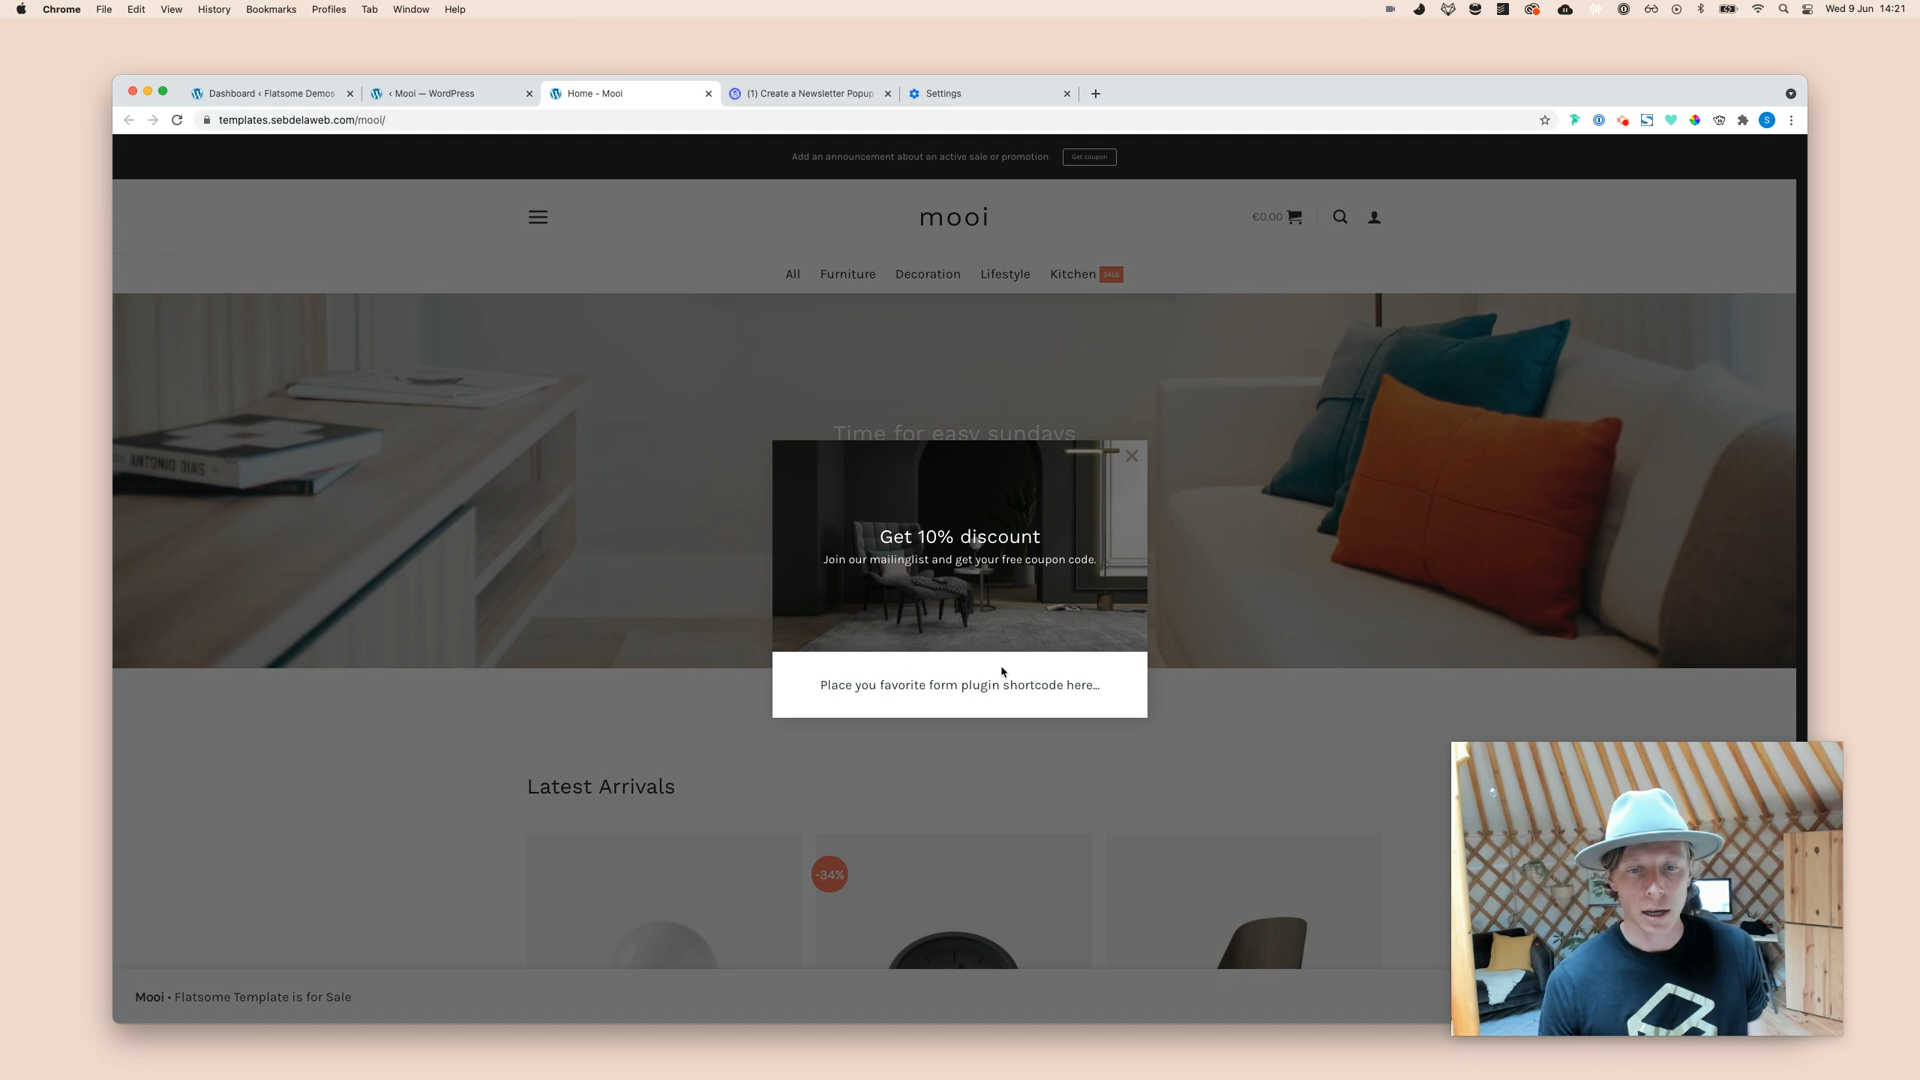 Chrome File Edit View History Bookmarks Profiles Tab Window Help Wed 9 Jun 14:21
Dashboard ‹ Flatsome Demos ‹ Mooi — WordPress Home - Mooi (1) Create a Newsletter Popup Settings
templates.sebdelaweb.com/mooi/ S
Add an announcement about an active sale or promotion Get coupon
mooi €0.00
All Furniture Decoration Lifestyle Kitchen SALE
Time for easy sundays
ANTONIO DIAS
Get 10% discount
Join our mailinglist and get your free coupon code.
Place you favorite form plugin shortcode here...
Latest Arrivals
-34%
Mooi • Flatsome Template is for Sale